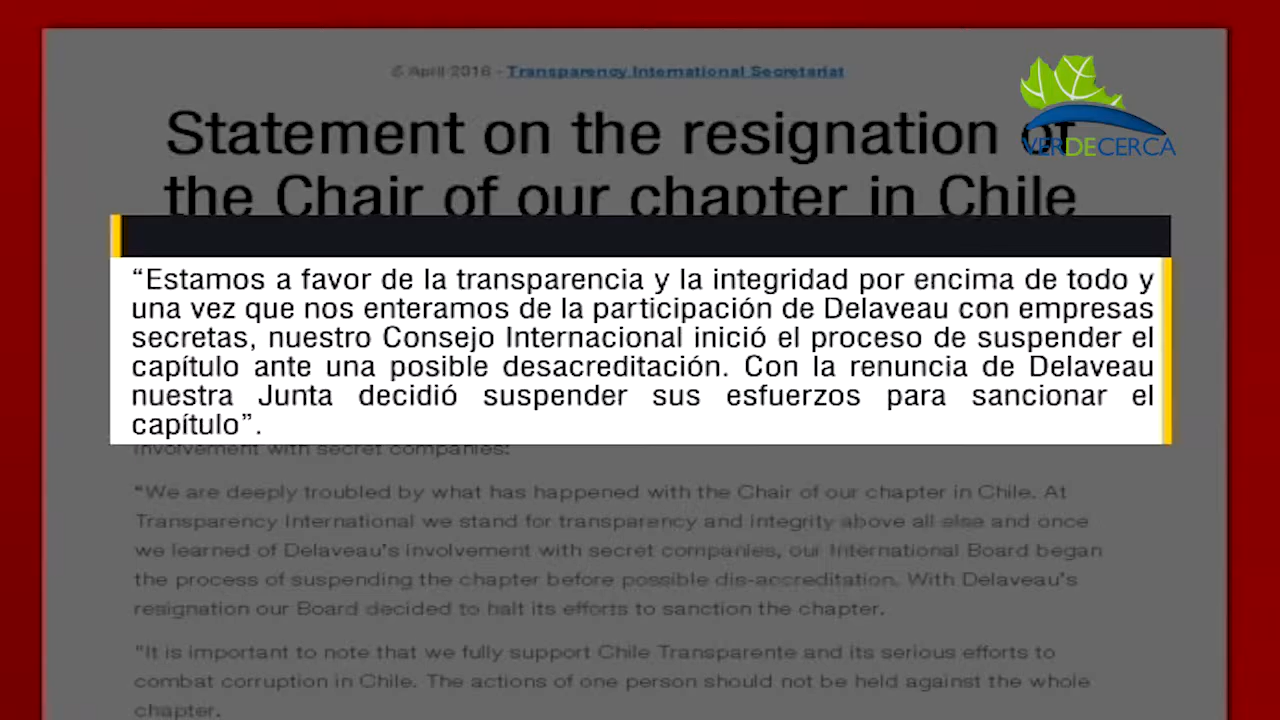 6 April 2016 - Transparency International Secretariat
Statement on the resignation of
VERDECERCA
the Chair of our chapter in Chile
“Estamos a favor de la transparencia y la integridad por encima de todo y
una vez que nos enteramos de la participación de Delaveau con empresas
secretas, nuestro Consejo Internacional inició el proceso de suspender el
capítulo ante una posible desacreditación. Con la renuncia de Delaveau
nuestra Junta decidió suspender sus esfuerzos para sancionar el
capítulo”.
involvement with secret companies:
“We are deeply troubled by what has happened with the Chair of our chapter in Chile. At
Transparency International we stand for transparency and integrity above all else and once
we learned of Delaveau’s involvement with secret companies, our International Board began
the process of suspending the chapter before possible dis-accreditation. With Delaveau’s
resignation our Board decided to halt its efforts to sanction the chapter.
“It is important to note that we fully support Chile Transparente and its serious efforts to
combat corruption in Chile. The actions of one person should not be held against the whole
chapter.